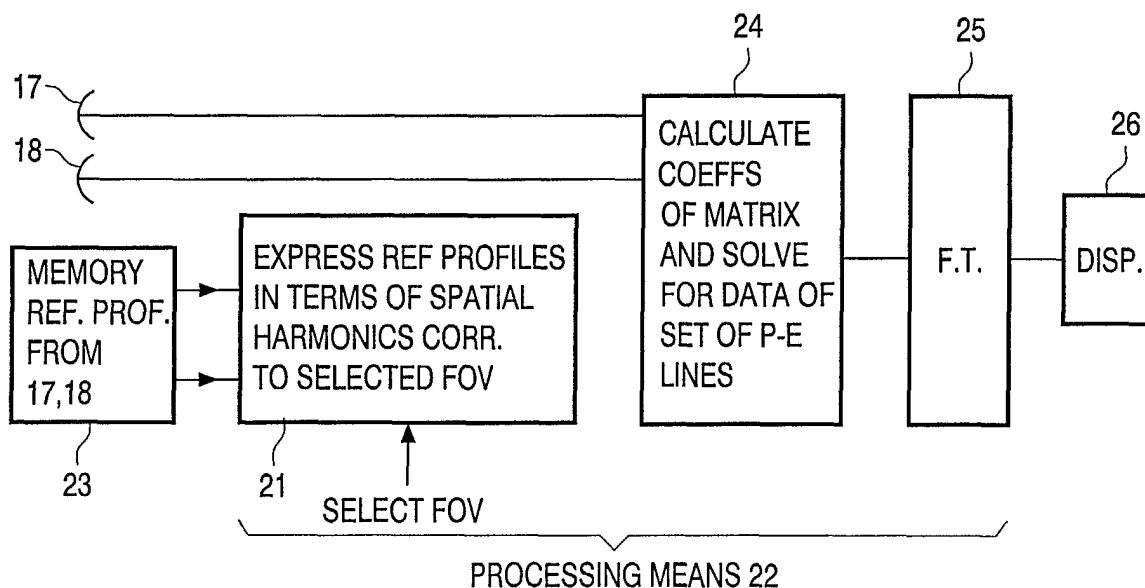 24
25
17
26
18
CALCULATE
COEFFS
OF MATRIX
AND SOLVE
FOR DATA OF
SET OF P-E
LINES
F.T.
DISP.
MEMORY
REF. PROF.
FROM
17,18
EXPRESS REF PROFILES
IN TERMS OF SPATIAL
HARMONICS CORR.
TO SELECTED FOV
23
21
SELECT FOV
PROCESSING MEANS 22